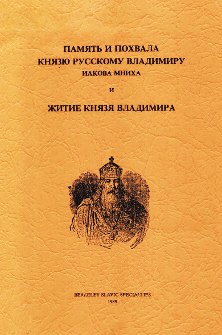 ПАМЯТЬ И ПОХВАЛА
КНЯЗЮ РУССКОМУ ВЛАДИМИРУ
ИАКОВА МНИХА
И
ЖИТИЕ КНЯЗЯ ВЛАДИМИРА
BERKELEY SLAVIC SPECIALTIES